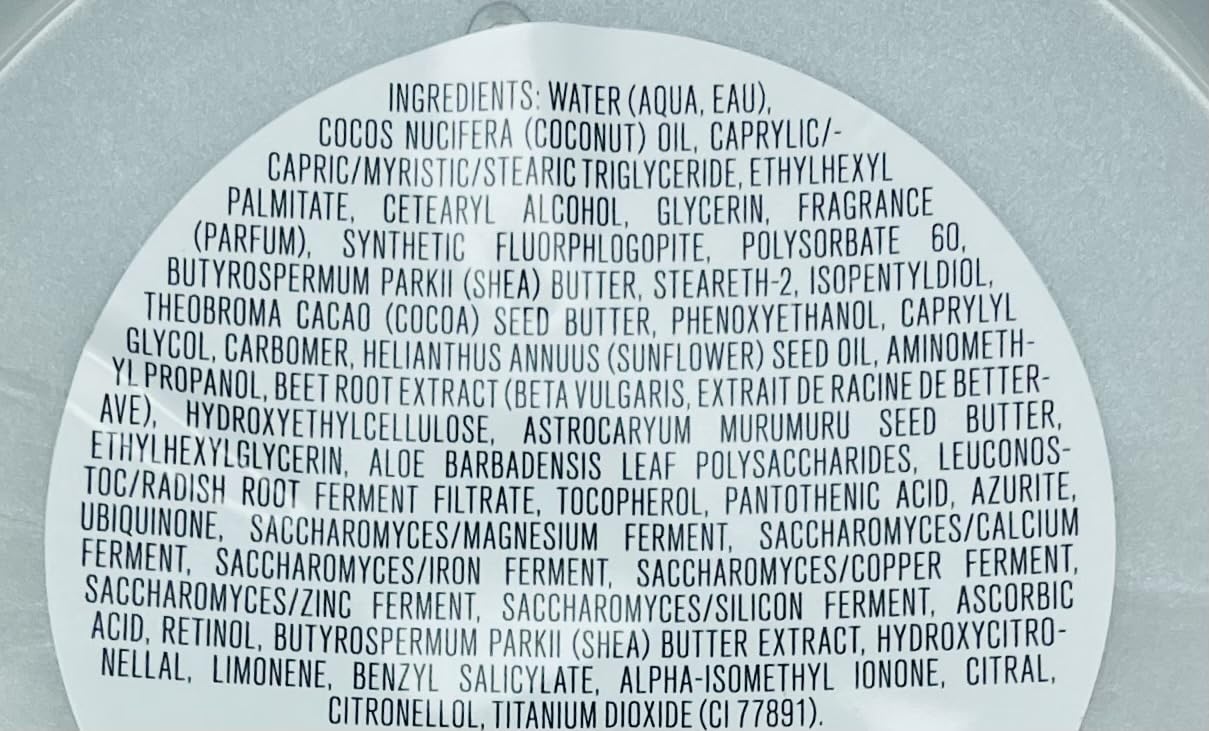 INGREDIENTS: WATER (AQUA, EAU),
COCOS NUCIFERA (COCONUT) OIL, CAPRYLIC/-
CAPRIC/MYRISTIC/STEARIC TRIGLYCERIDE, ETHYLHEXYL
PALMITATE, CETEARYL ALCOHOL, GLYCERIN, FRAGRANCE
(PARFUM), SYNTHETIC FLUORPHLOGOPITE, POLYSORBATE 60,
BUTYROSPERMUM PARKII (SHEA) BUTTER, STEARETH-2, ISOPENTYLDIOL,
THEOBROMA CACAO (COCOA) SEED BUTTER, PHENOXYETHANOL, CAPRYLYL
GLYCOL, CARBOMER, HELIANTHUS ANNUUS (SUNFLOWER) SEED OIL, AMINOMETH-
YL PROPANOL, BEET ROOT EXTRACT (BETA VULGARIS, EXTRAIT DE RACINE DE BETTER-
AVE), HYDROXYETHYLCELLULOSE, ASTROCARYUM MURUMURU SEED BUTTER,
ETHYLHEXYLGLYCERIN, ALOE BARBADENSIS LEAF POLYSACCHARIDES, LEUCONOS-
TOC/RADISH ROOT FERMENT FILTRATE, TOCOPHEROL, PANTOTHENIC ACID, AZURITE,
UBIQUINONE, SACCHAROMYCES/MAGNESIUM FERMENT, SACCHAROMYCES/CALCIUM
FERMENT, SACCHAROMYCES/IRON FERMENT, SACCHAROMYCES/COPPER FERMENT,
SACCHAROMYCES/ZINC FERMENT, SACCHAROMYCES/SILICON FERMENT, ASCORBIC
ACID, RETINOL, BUTYROSPERMUM PARKII (SHEA) BUTTER EXTRACT, HYDROXYCITRO-
NELLAL, LIMONENE, BENZYL SALICYLATE, ALPHA-ISOMETHYL IONONE, CITRAL,
CITRONELLOL, TITANIUM DIOXIDE (CI 77891).